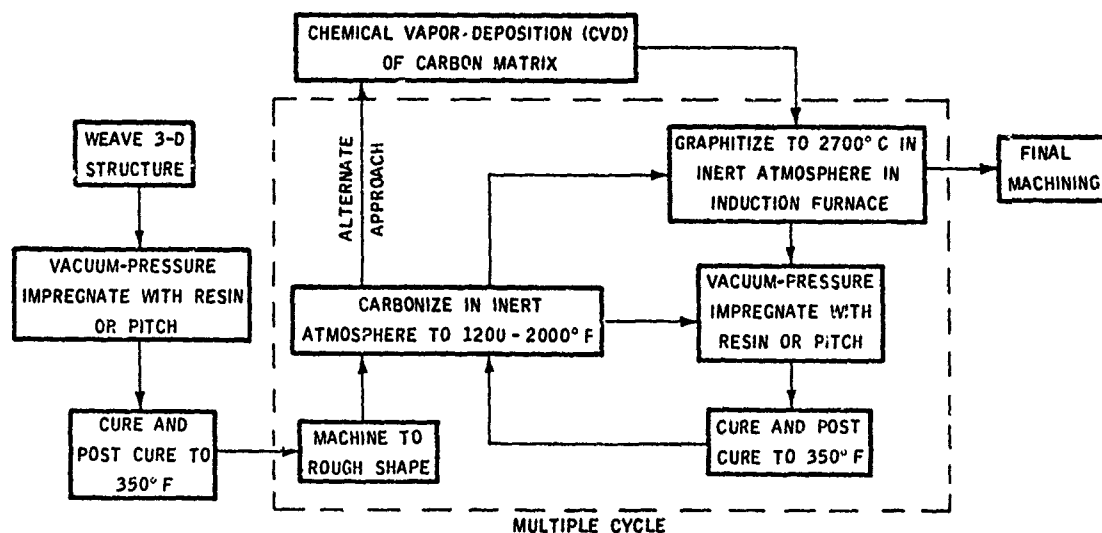 CHEMICAL VAPOR-DEPOSITION (CVD)
OF CARBON MATRIX
WEAVE 3-D
STRUCTURE
GRAPHITIZE TO 2700° C IN
INERT ATMOSPHERE IN
INDUCTION FURNACE
FINAL
MACHINING
ALTERNATE
APPROACH
VACUUM-PRESSURE
IMPREGNATE WITH RESIN
OR PITCH
CARBONIZE IN INERT
ATMOSPHERE TO 1200 - 2000° F
VACUUM-PRESSURE
IMPREGNATE WITH
RESIN OR PITCH
CURE AND
POST CURE TO
350° F
MACHINE TO
ROUGH SHAPE
CURE AND POST
CURE TO 350° F
MULTIPLE CYCLE